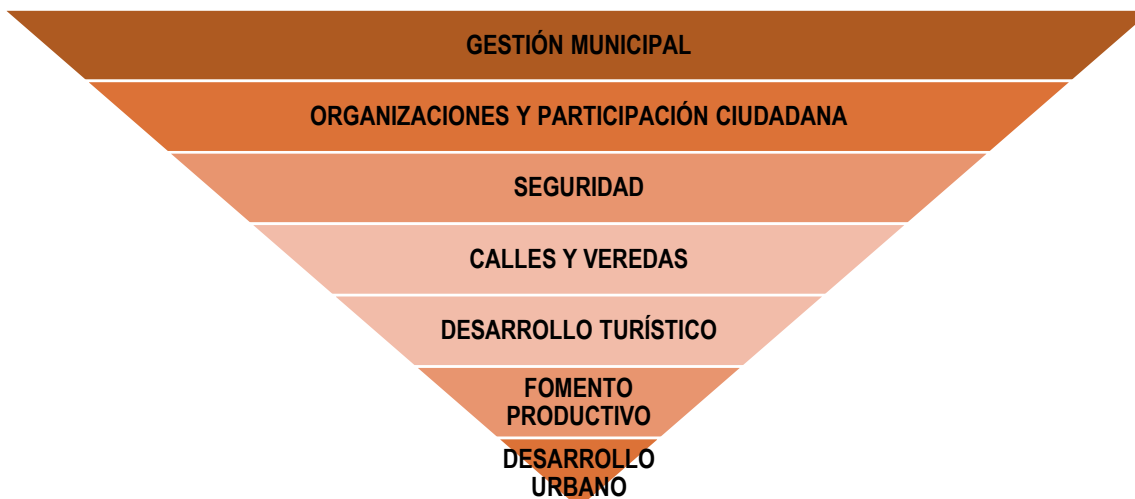 GESTIÓN MUNICIPAL
ORGANIZACIONES Y PARTICIPACIÓN CIUDADANA
SEGURIDAD
CALLES Y VEREDAS
DESARROLLO TURÍSTICO
FOMENTO
PRODUCTIVO
DESARROLLO
URBANO